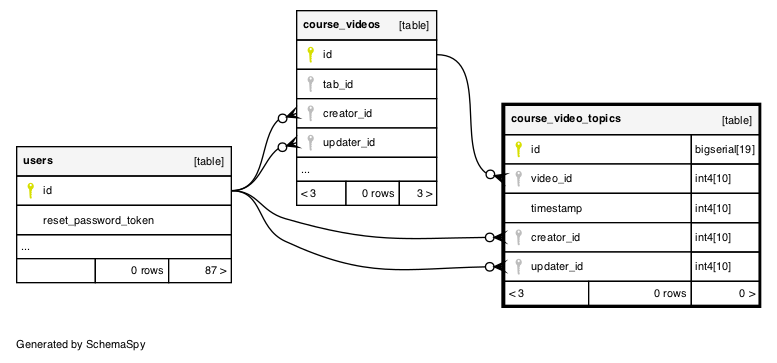 course_videos [table]
id
tab_id
creator_id
updater_id
...
< 3 0 rows 3 >
users [table]
id
reset_password_token
...
0 rows 87 >
course_video_topics [table]
id bigserial[19]
video_id int4[10]
timestamp int4[10]
creator_id int4[10]
updater_id int4[10]
< 3 0 rows 0 >
Generated by SchemaSpy